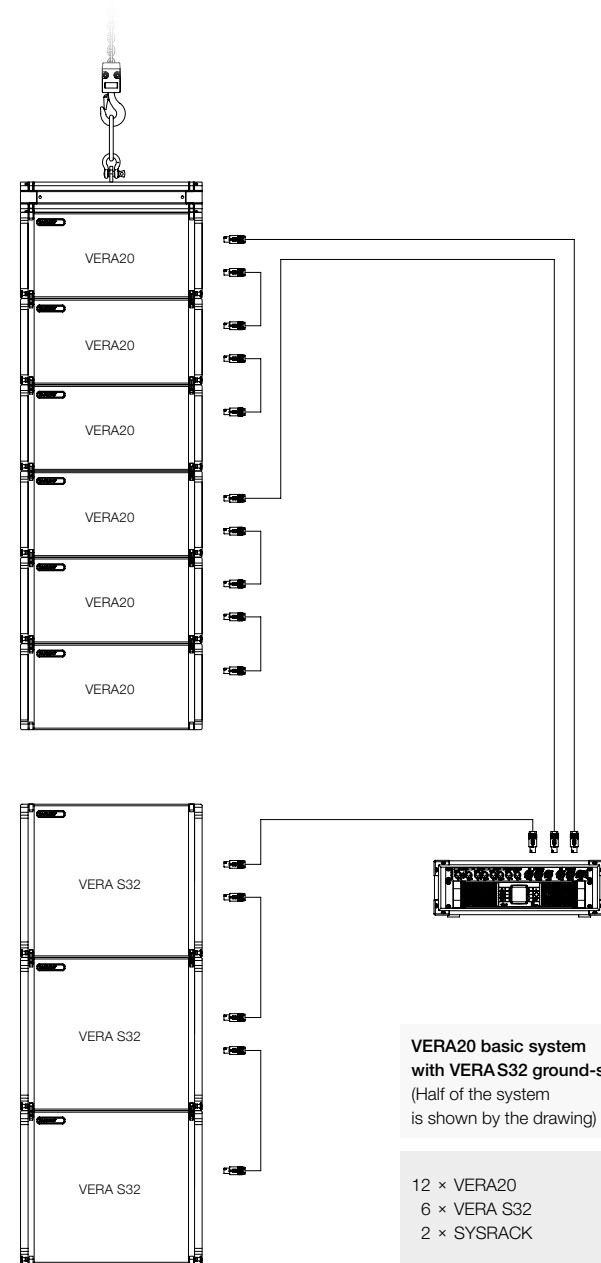 VERA20
VERA20
VERA20
VERA20
VERA20
VERA20
VERA S32
VERA S32
VERA S32
VERA20 basic system
with VERA S32 ground-s
(Half of the system
is shown by the drawing)
12 × VERA20
6 × VERA S32
2 × SYSRACK